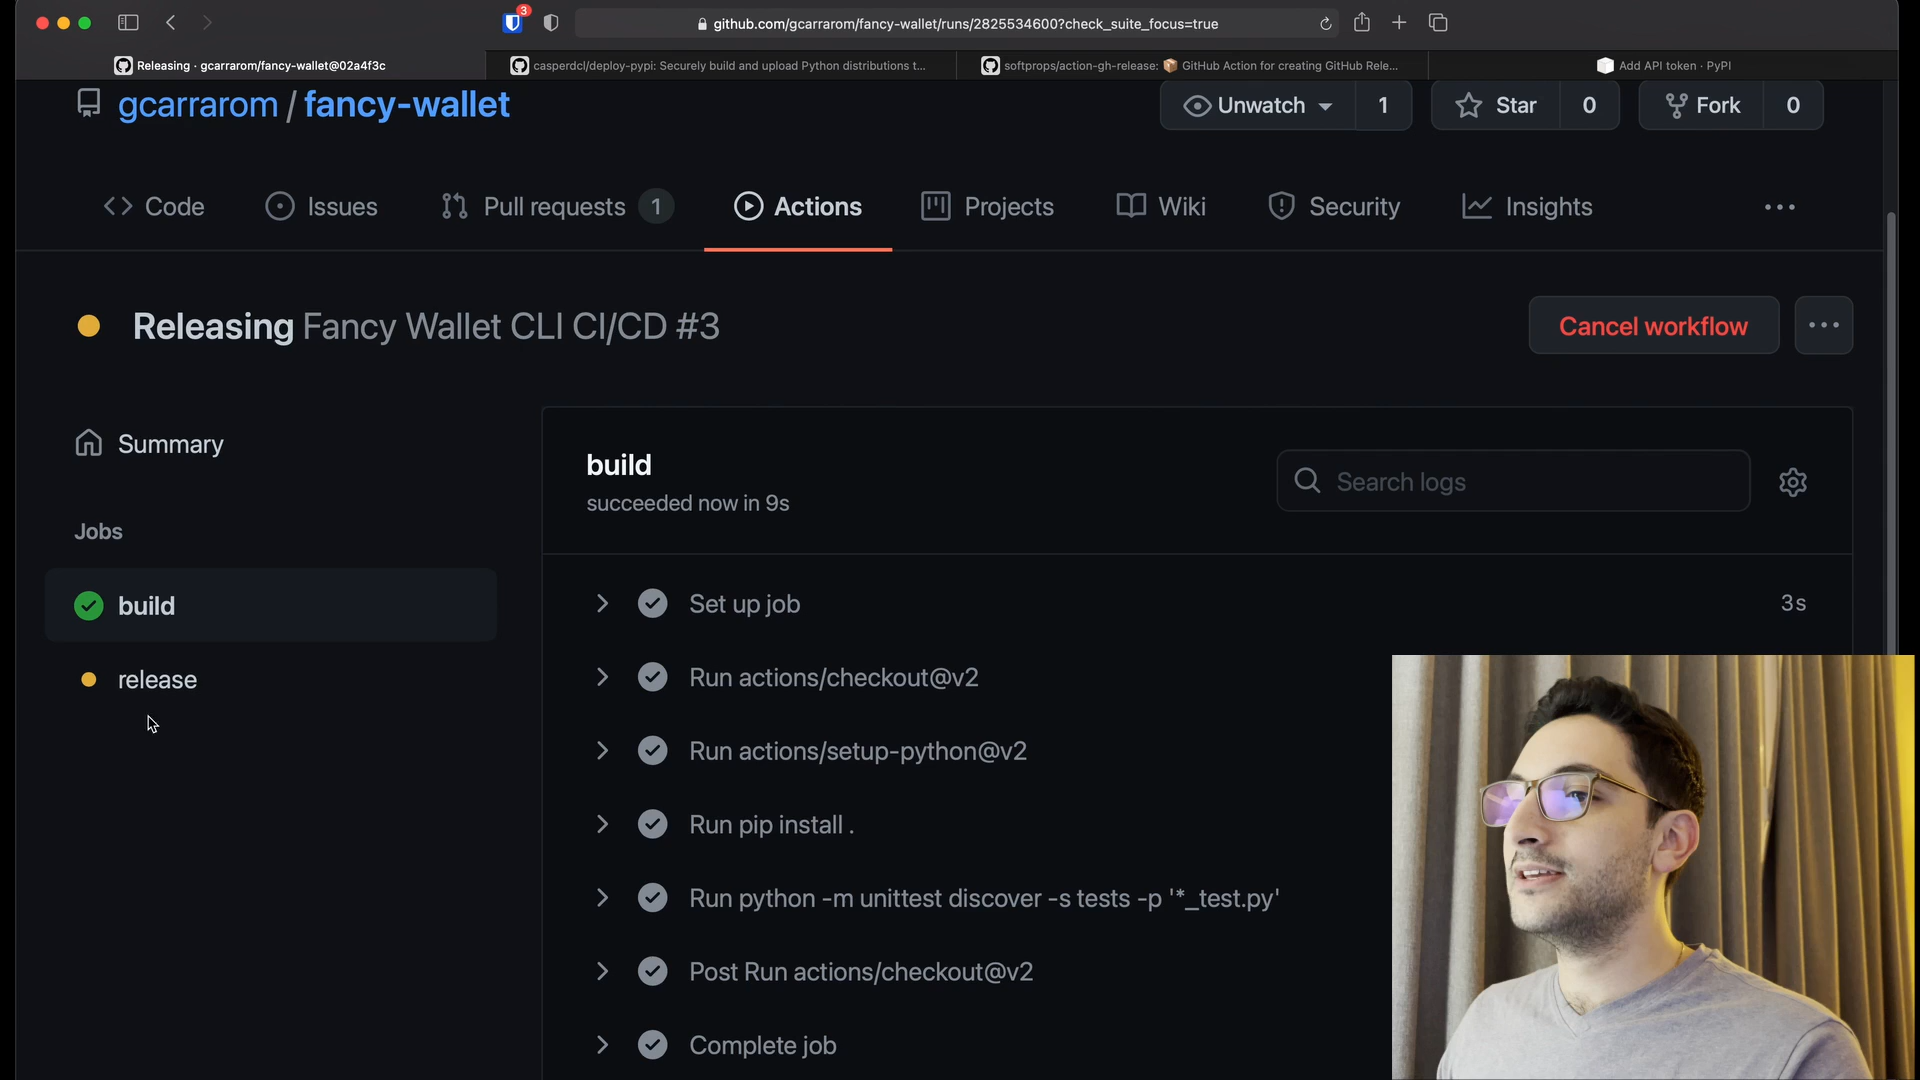 3
github.com/gcarrarom/fancy-wallet/runs/2825534600?check_suite_focus=true
Releasing · gcarrarom/fancy-wallet@02a4f3c
casperdcl/deploy-pypi: Securely build and upload Python distributions t...
softprops/action-gh-release: 📦 GitHub Action for creating GitHub Rele...
Add API token · PyPI
gcarrarom / fancy-wallet
Unwatch 1
Star 0
Fork 0
Code
Issues
Pull requests 1
Actions
Projects
Wiki
Security
Insights
Releasing Fancy Wallet CLI CI/CD #3
Cancel workflow
Summary
Jobs
build
release
build
succeeded now in 9s
Search logs
Set up job 3s
Run actions/checkout@v2
Run actions/setup-python@v2
Run pip install .
Run python -m unittest discover -s tests -p '*_test.py'
Post Run actions/checkout@v2
Complete job